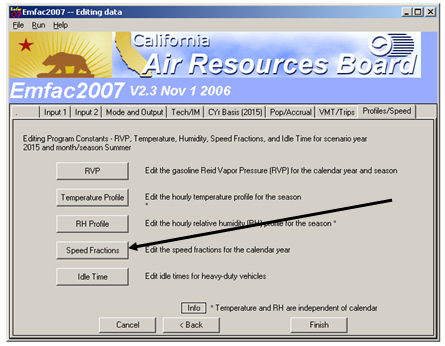 Emfac2007 -- Editing data
File Run Help
California
Air Resources Board
Emfac2007 V2.3 Nov 1 2006
. Input 1 Input 2 Mode and Output Tech/IM CYr Basis (2015) Pop/Accrual VMT/Trips Profiles/Speed
Editing Program Constants - RVP, Temperature, Humidity, Speed Fractions, and Idle Time for scenario year
2015 and month/season Summer
RVP Edit the gasoline Reid Vapor Pressure (RVP) for the calendar year and season
Temperature Profile Edit the hourly temperature profile for the season
*
RH Profile Edit the hourly relative humidity (RH) profile for the season *
Speed Fractions Edit the speed fractions for the calendar year
Idle Time Edit idle times for heavy-duty vehicles
Info * Temperature and RH are independent of calendar
Cancel < Back Finish